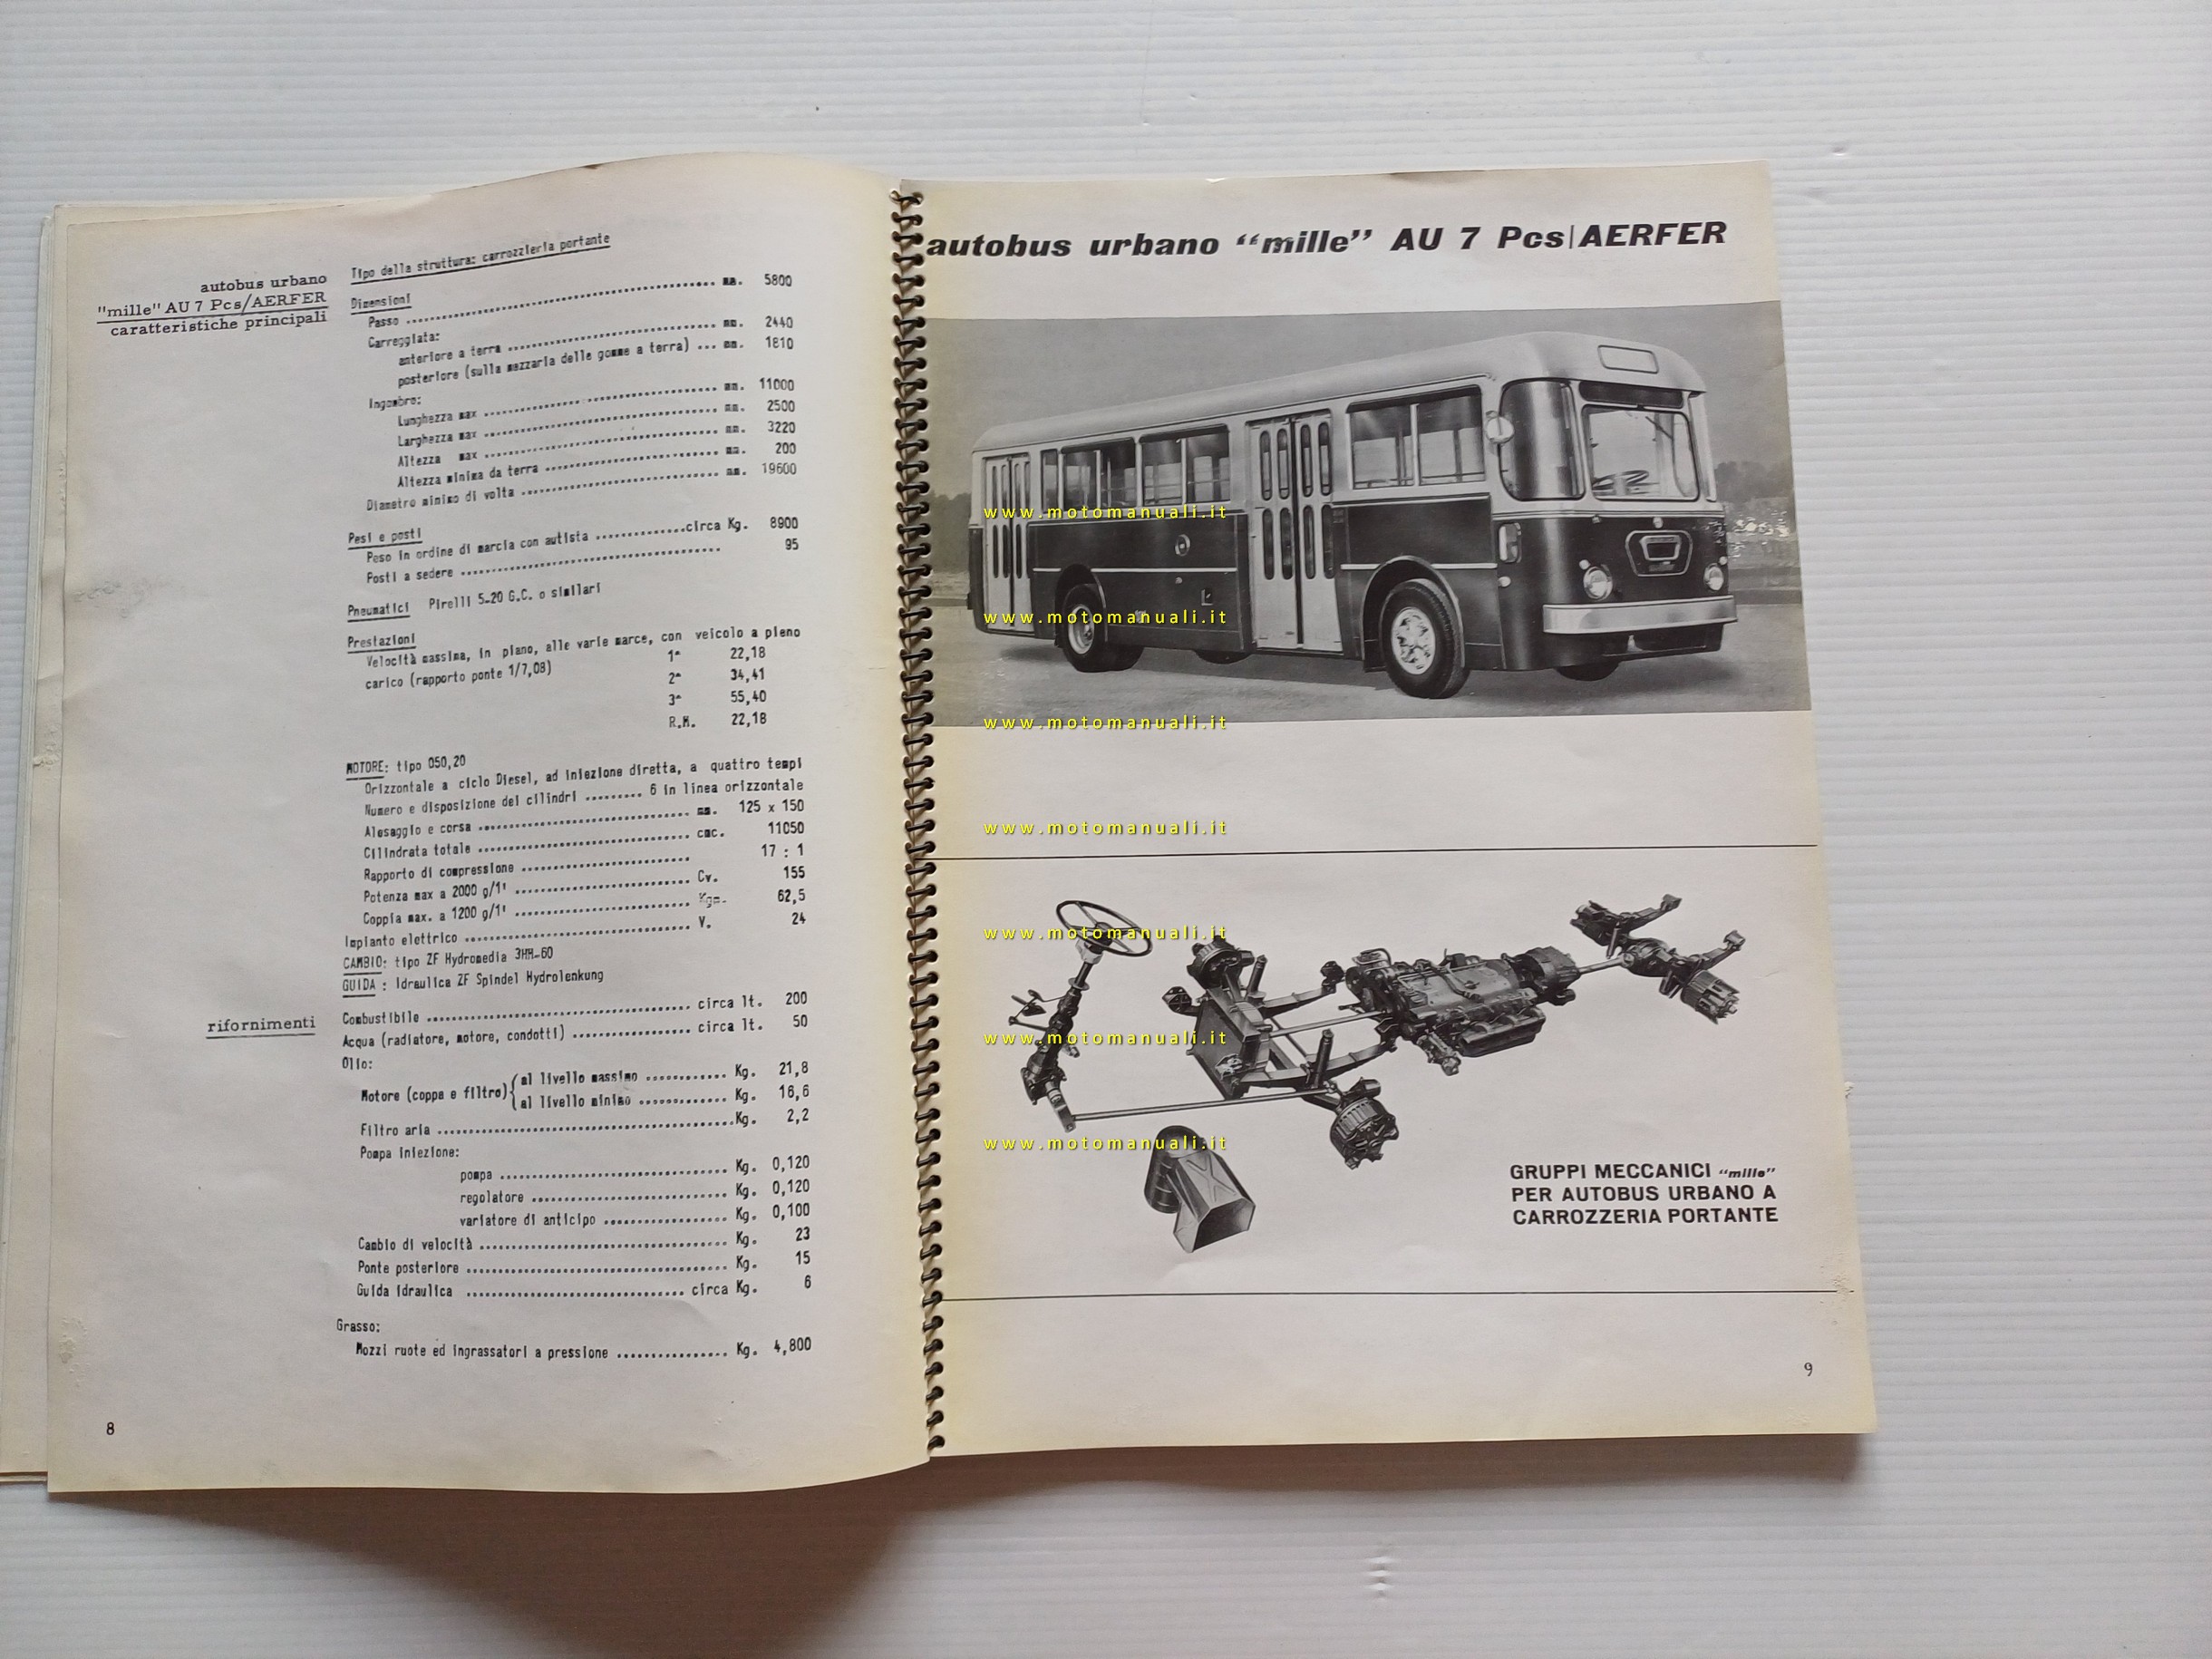 autobus urbano
"mille" AU 7 Pcs/AERFER
caratteristiche principali
Tipo della struttura: carrozzieria portante
Dimensioni
Passo ... mm. 5800
Carreggiata:
anteriore a terra ... mm. 2440
posteriore (sulla mezzaria delle gomme a terra) ... mm. 1810
Ingombro:
Lunghezza max ... mm. 11000
Larghezza max ... mm. 2500
Altezza max ... mm. 3220
Altezza minima da terra ... mm. 200
Diametro minimo di volta ... mm. 19600
Pesi e posti
Peso in ordine di marcia con autista ... circa Kg. 8900
Posti a sedere ... 95
Pneumatici Pirelli 5-20 G.C. o similari
Prestazioni
Velocità massima, in piano, alle varie marce, con veicolo a pieno
carico (rapporto ponte 1/7,08)
1ª 22,18
2ª 34,41
3ª 55,40
R.M. 22,18
MOTORE: tipo 050,20
Orizzontale a ciclo Diesel, ad iniezione diretta, a quattro tempi
Numero e disposizione dei cilindri ......... 6 in linea orizzontale
Alesaggio e corsa ... mm. 125 x 150
Cilindrata totale ... cmc. 11050
Rapporto di compressione ... 17 : 1
Potenza max a 2000 g/1' ... Cv. 155
Coppia max. a 1200 g/1' ... Kgm. 62,5
Impianto elettrico ... V. 24
CAMBIO: tipo ZF Hydromedia 3HM-60
GUIDA : idraulica ZF Spindel Hydrolenkung
rifornimenti
Combustibile ... circa lt. 200
Acqua (radiatore, motore, condotti) ... circa lt. 50
Olio:
Motore (coppa e filtro) { al livello massimo ............ Kg. 21,8
al livello minimo ............. Kg. 16,6
Filtro aria ... Kg. 2,2
Pompa iniezione:
pompa ... Kg. 0,120
regolatore ... Kg. 0,120
variatore di anticipo ... Kg. 0,100
Cambio di velocità ... Kg. 23
Ponte posteriore ... Kg. 15
Guida idraulica ... circa Kg. 6
Grasso:
Mozzi ruote ed ingrassatori a pressione ................ Kg. 4,800
8
autobus urbano “mille” AU 7 Pcs|AERFER
www.motomanuali.it
www.motomanuali.it
www.motomanuali.it
www.motomanuali.it
www.motomanuali.it
www.motomanuali.it
www.motomanuali.it
GRUPPI MECCANICI “mille”
PER AUTOBUS URBANO A
CARROZZERIA PORTANTE
9